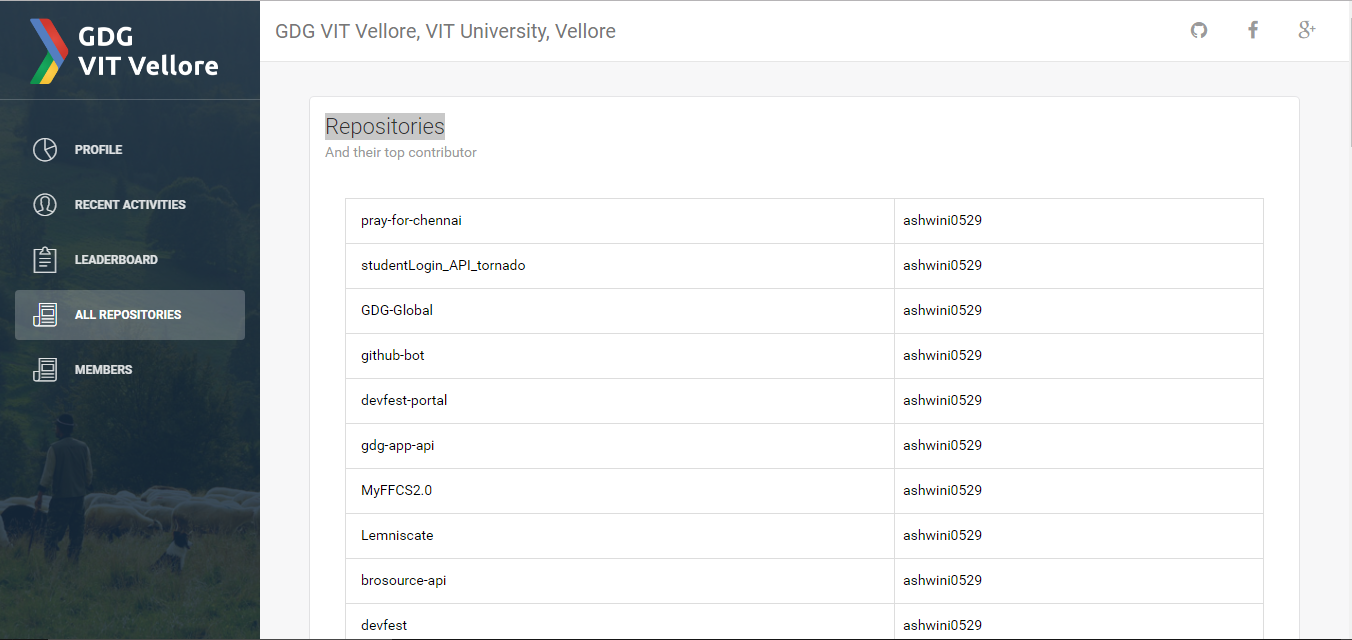 GDG
VIT Vellore
PROFILE
RECENT ACTIVITIES
LEADERBOARD
ALL REPOSITORIES
MEMBERS
GDG VIT Vellore, VIT University, Vellore
g+
Repositories
And their top contributor
pray-for-chennai ashwini0529
studentLogin_API_tornado ashwini0529
GDG-Global ashwini0529
github-bot ashwini0529
devfest-portal ashwini0529
gdg-app-api ashwini0529
MyFFCS2.0 ashwini0529
Lemniscate ashwini0529
brosource-api ashwini0529
devfest ashwini0529